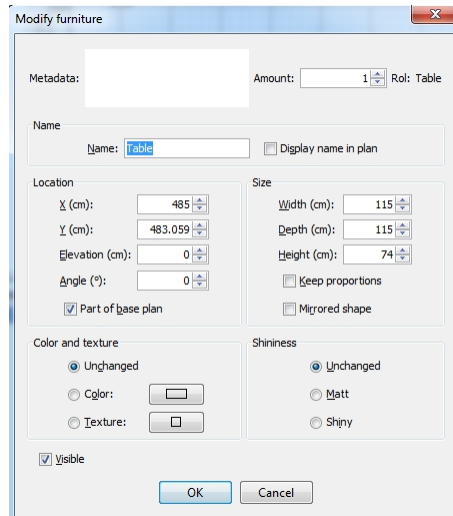 Modify furniture
Metadata: Amount: 1 Rol: Table
Name
Name: Table Display name in plan
Location Size
X (cm): 485 Width (cm): 115
Y (cm): 483.059 Depth (cm): 115
Elevation (cm): 0 Height (cm): 74
Angle (°): 0 Keep proportions
Part of base plan Mirrored shape
Color and texture Shininess
Unchanged Unchanged
Color: Matt
Texture: Shiny
Visible
OK Cancel